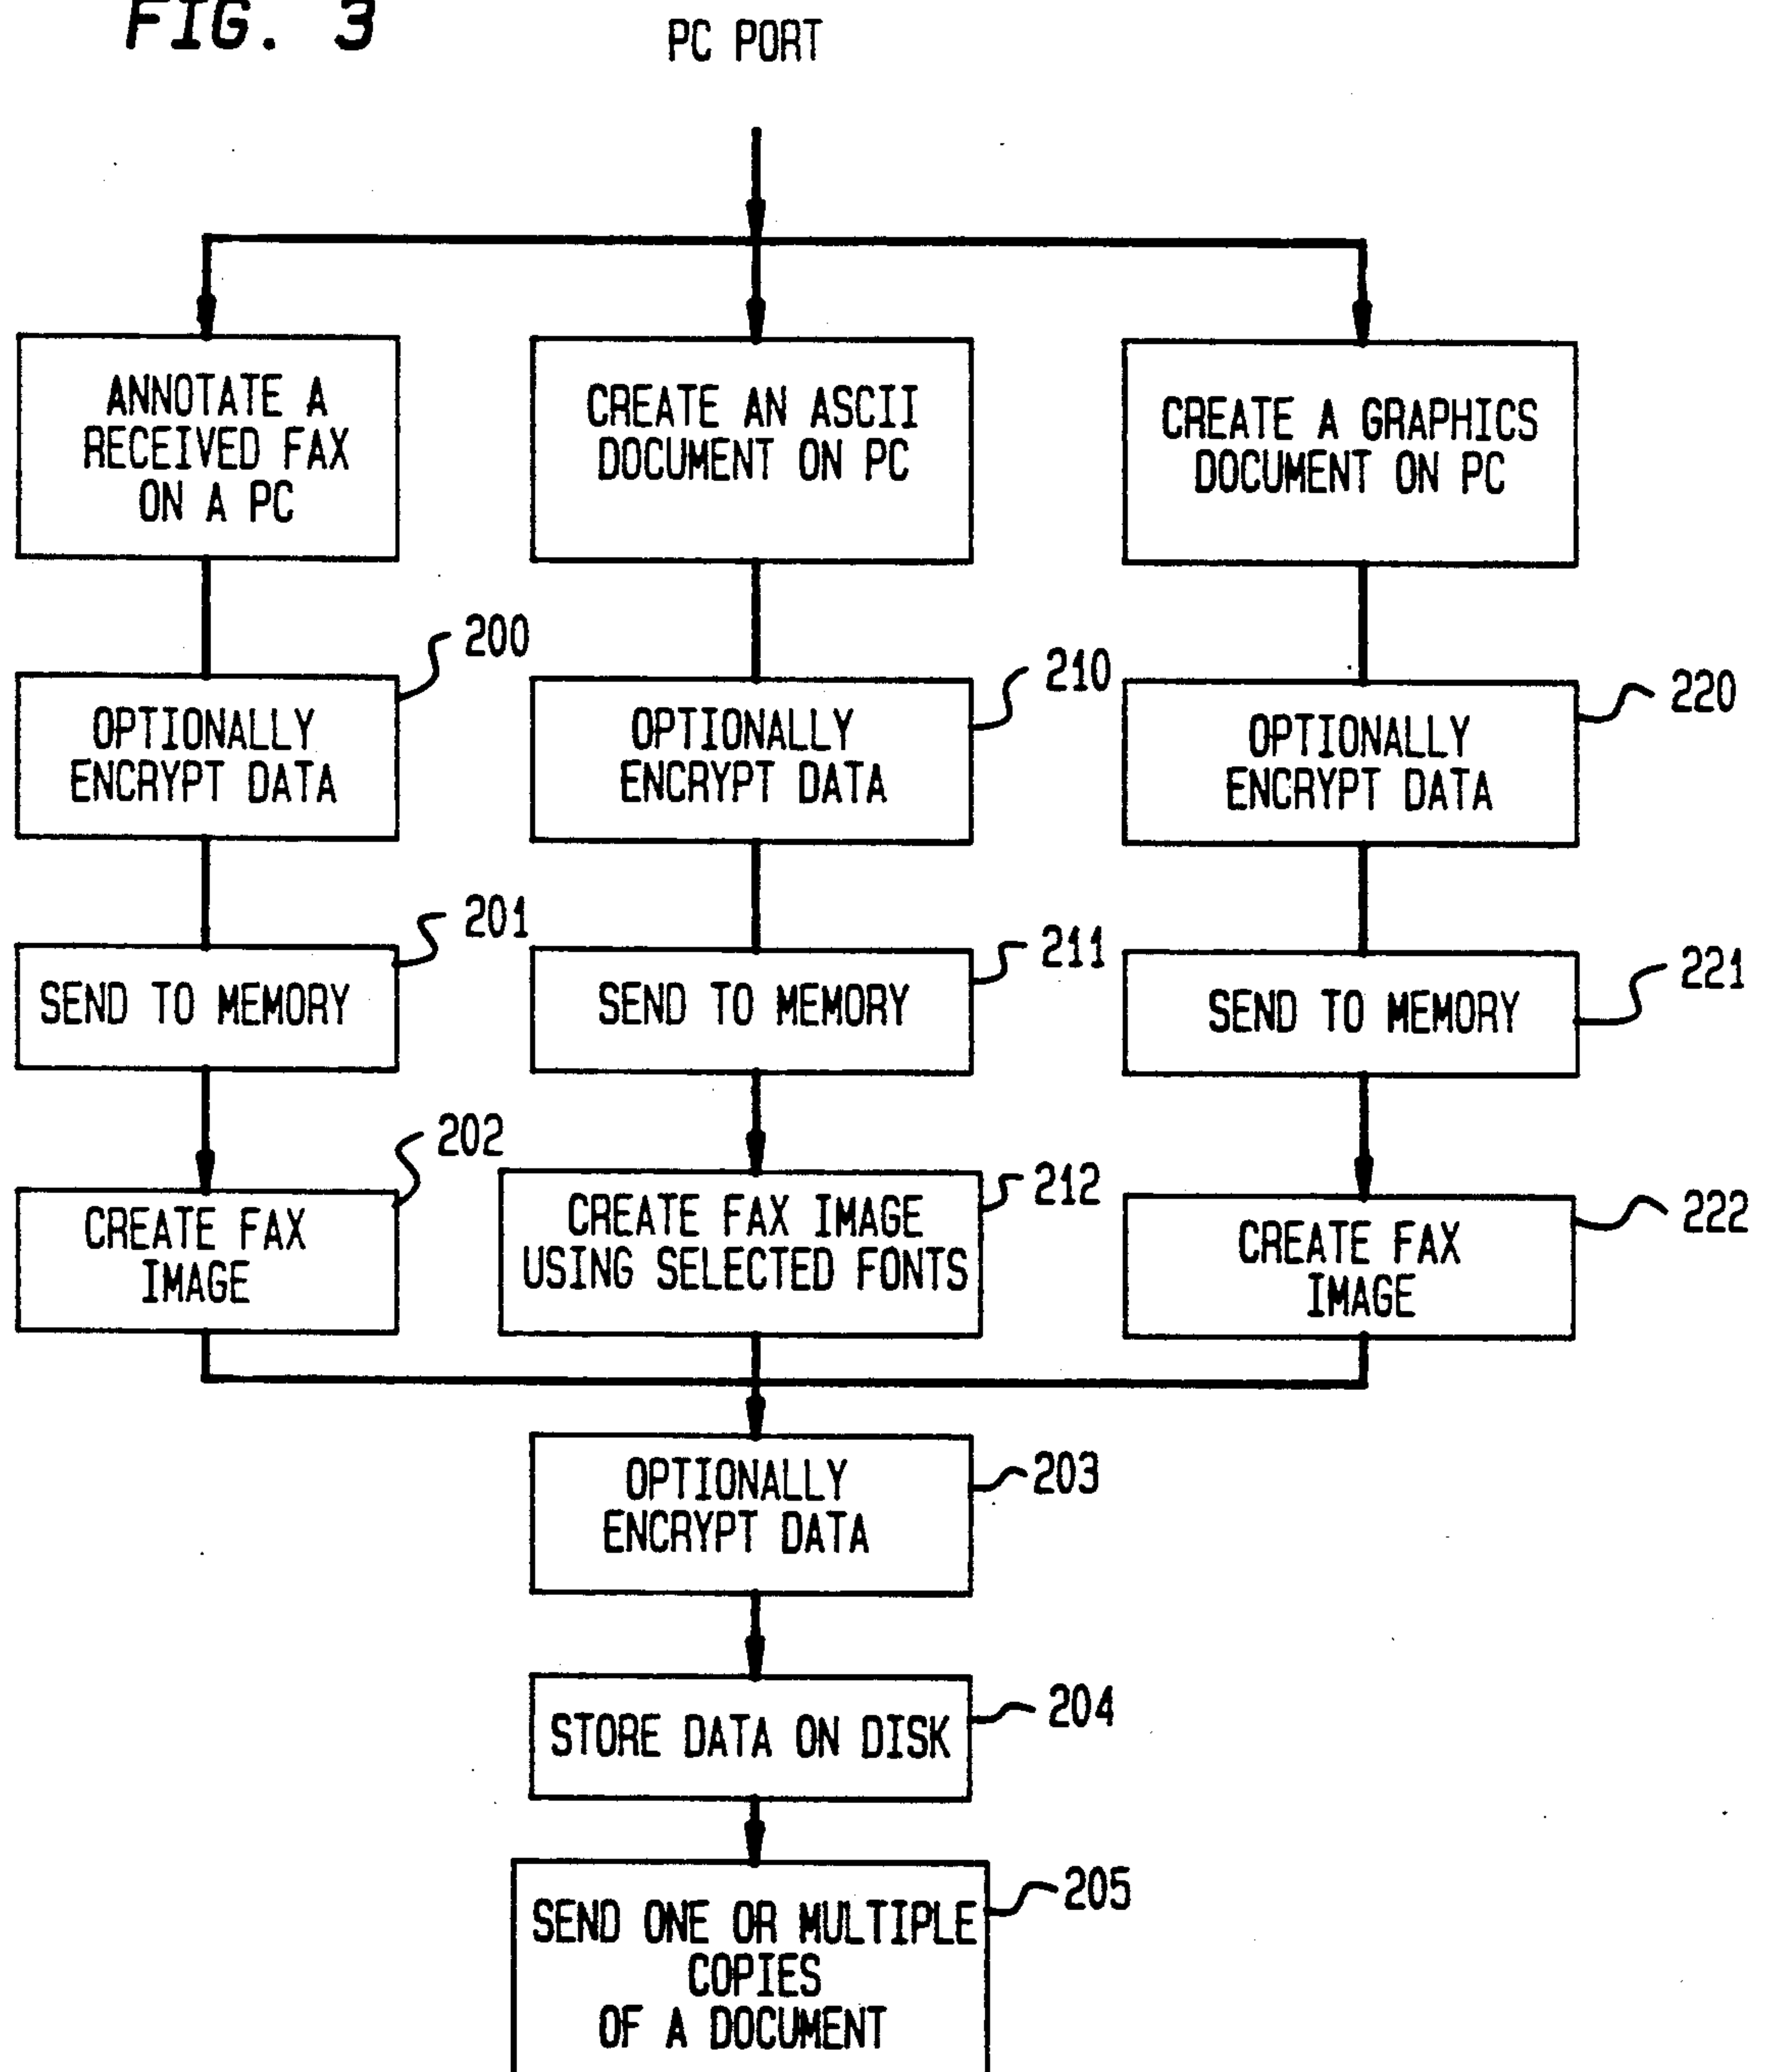 FIG. 3
PC PORT
ANNOTATE A
RECEIVED FAX
ON A PC
CREATE AN ASCII
DOCUMENT ON PC
CREATE A GRAPHICS
DOCUMENT ON PC
200
OPTIONALLY
ENCRYPT DATA
210
OPTIONALLY
ENCRYPT DATA
220
OPTIONALLY
ENCRYPT DATA
201
SEND TO MEMORY
211
SEND TO MEMORY
221
SEND TO MEMORY
202
CREATE FAX
IMAGE
212
CREATE FAX IMAGE
USING SELECTED FONTS
222
CREATE FAX
IMAGE
203
OPTIONALLY
ENCRYPT DATA
204
STORE DATA ON DISK
205
SEND ONE OR MULTIPLE
COPIES
OF A DOCUMENT